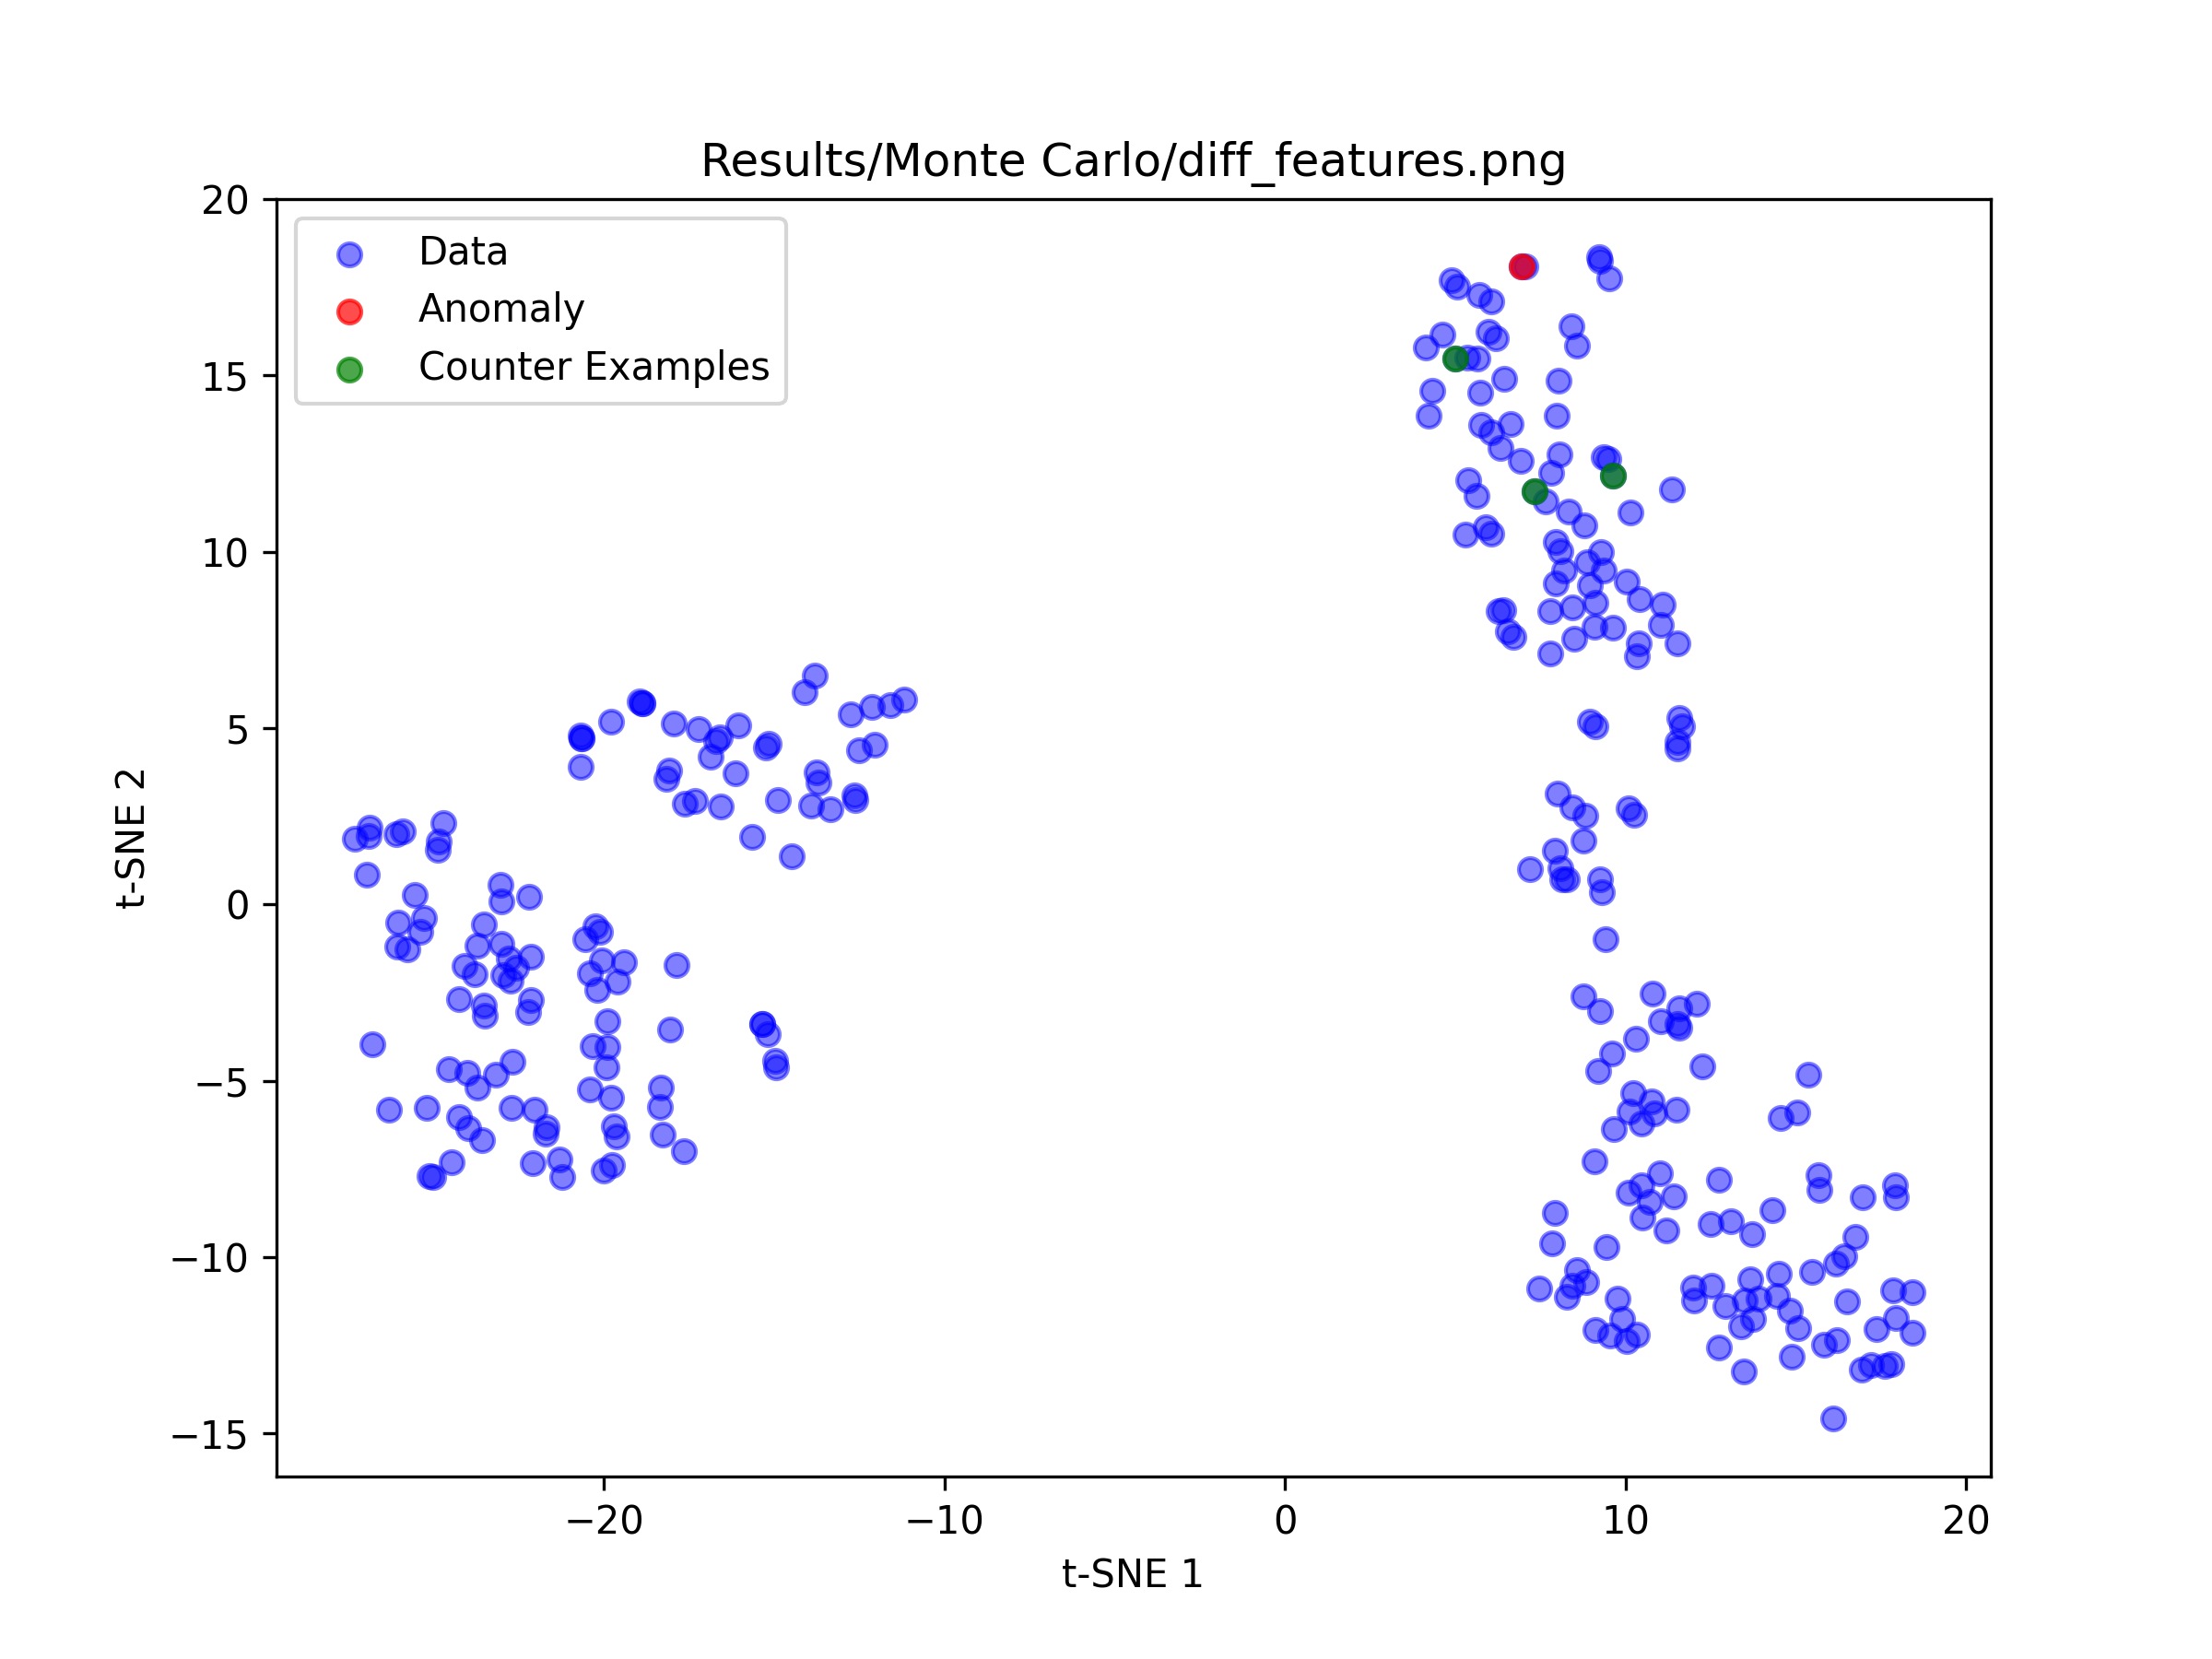 Results/Monte Carlo/diff_features.png
Data
Anomaly
Counter Examples
20
15
10
5
0
−5
−10
−15
t-SNE 2
−20
−10
0
10
20
t-SNE 1